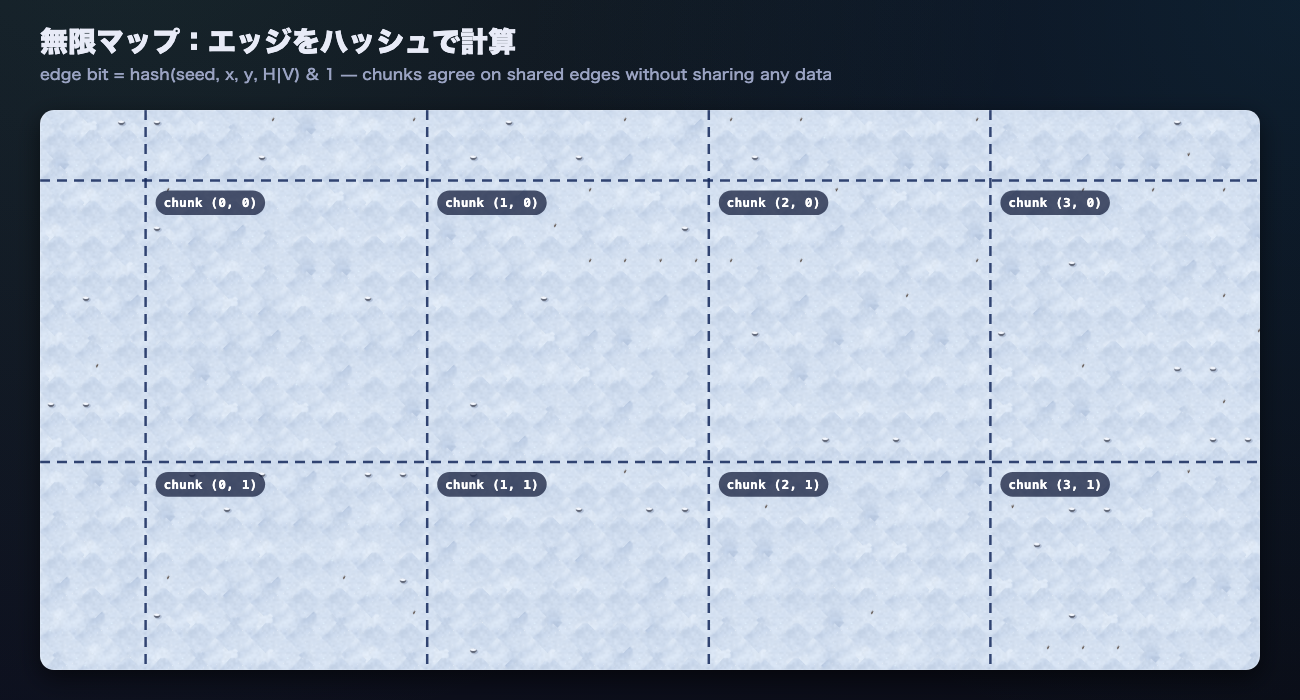 無限マップ：エッジをハッシュで計算
edge bit = hash(seed, x, y, H|V) & 1 — chunks agree on shared edges without sharing any data
chunk (0, 0)
chunk (1, 0)
chunk (2, 0)
chunk (3, 0)
chunk (0, 1)
chunk (1, 1)
chunk (2, 1)
chunk (3, 1)